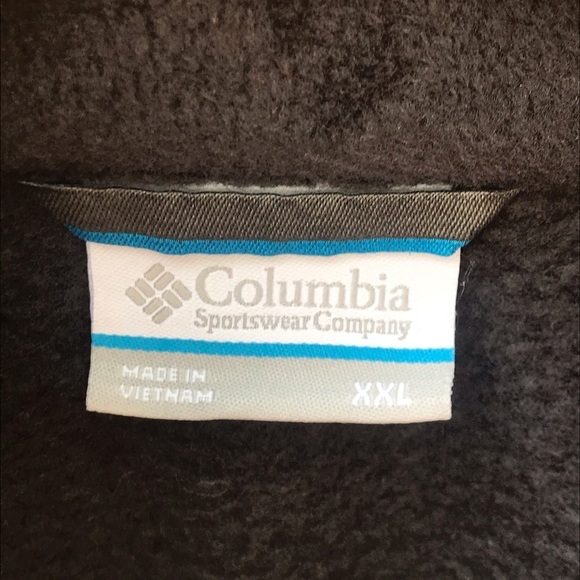 Columbia
Sportswear Company
MADE IN
VIETNAM
XXL